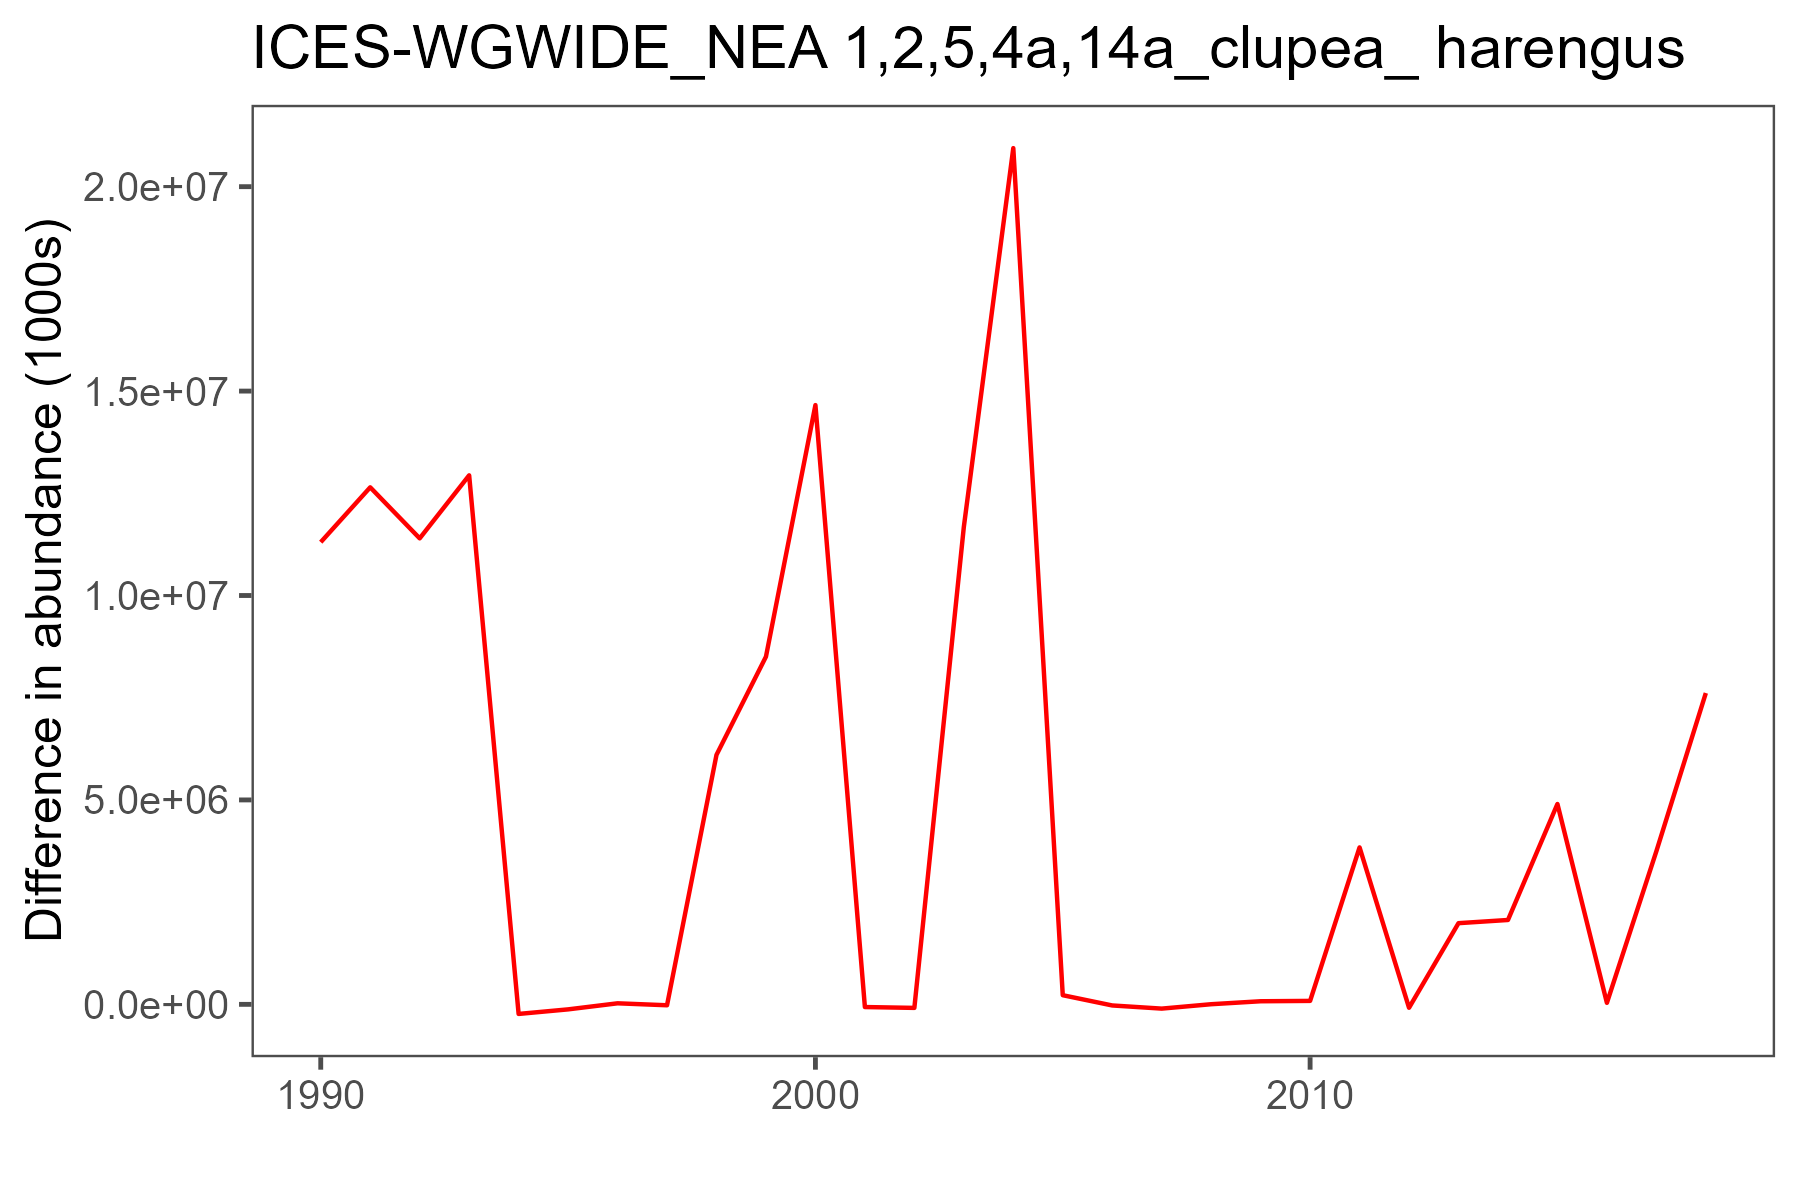 ICES-WGWIDE_NEA 1,2,5,4a,14a_clupea_ harengus
Difference in abundance (1000s)
2.0e+07
1.5e+07
1.0e+07
5.0e+06
0.0e+00
1990 2000 2010